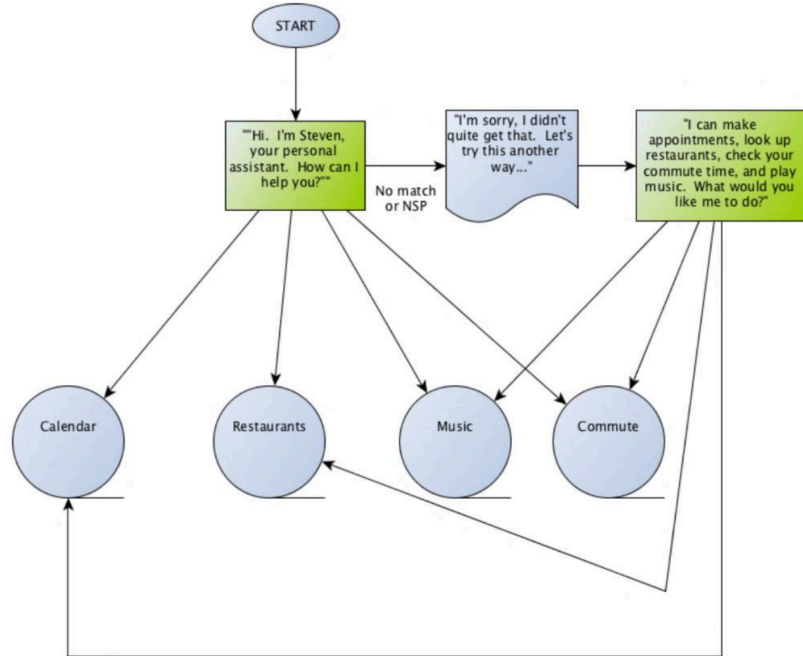 START
""Hi. I'm Steven,
your personal
assistant. How can I
help you?""
No match
or NSP
"I'm sorry, I didn't
quite get that. Let's
try this another
way..."
"I can make
appointments, look up
restaurants, check your
commute time, and play
music. What would you
like me to do?"
Calendar
Restaurants
Music
Commute